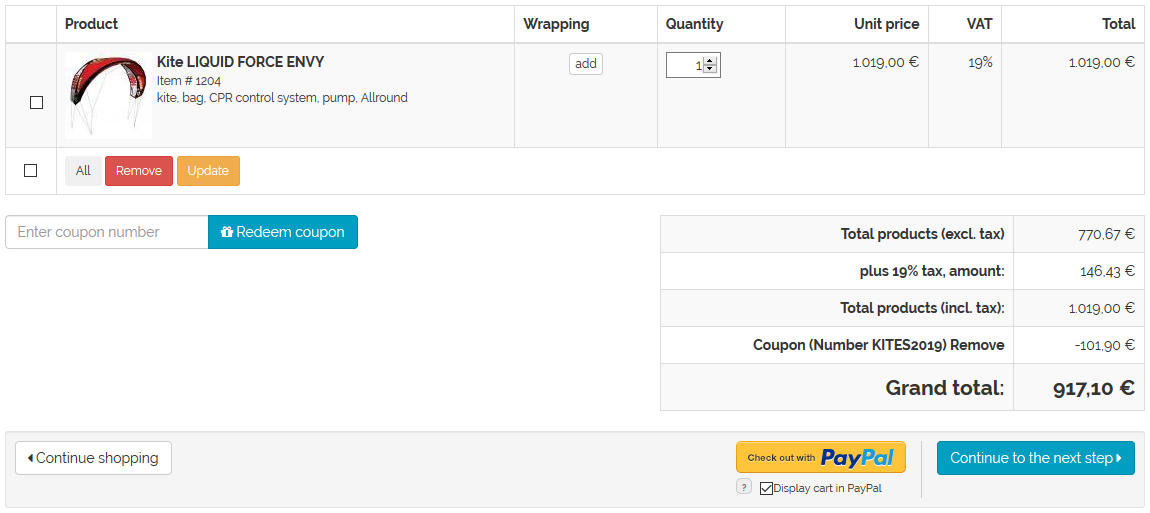 Product Wrapping Quantity Unit price VAT Total
Kite LIQUID FORCE ENVY add 1 1.019,00 € 19% 1.019,00 €
Item # 1204
kite, bag, CPR control system, pump, Allround
All Remove Update
Enter coupon number Redeem coupon
Total products (excl. tax) 770,67 €
plus 19% tax, amount: 146,43 €
Total products (incl. tax): 1.019,00 €
Coupon (Number KITES2019) Remove -101,90 €
Grand total: 917,10 €
Continue shopping Check out with PayPal Continue to the next step
? Display cart in PayPal